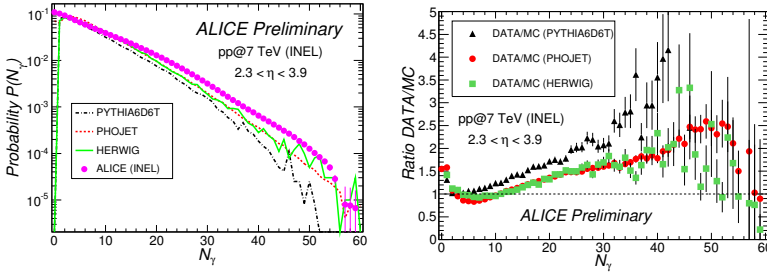 ALICE Preliminary
pp@7 TeV (INEL)
2.3 < η < 3.9
PYTHIA6D6T
PHOJET
HERWIG
ALICE (INEL)
Probability P(Nγ)
10⁻¹
10⁻²
10⁻³
10⁻⁴
10⁻⁵
0 10 20 30 40 50 60
Nγ
DATA/MC (PYTHIA6D6T)
DATA/MC (PHOJET)
DATA/MC (HERWIG)
pp@7 TeV (INEL)
2.3 < η < 3.9
ALICE Preliminary
Ratio DATA/MC
5
4.5
4
3.5
3
2.5
2
1.5
1
0.5
0
0 10 20 30 40 50 60
Nγ